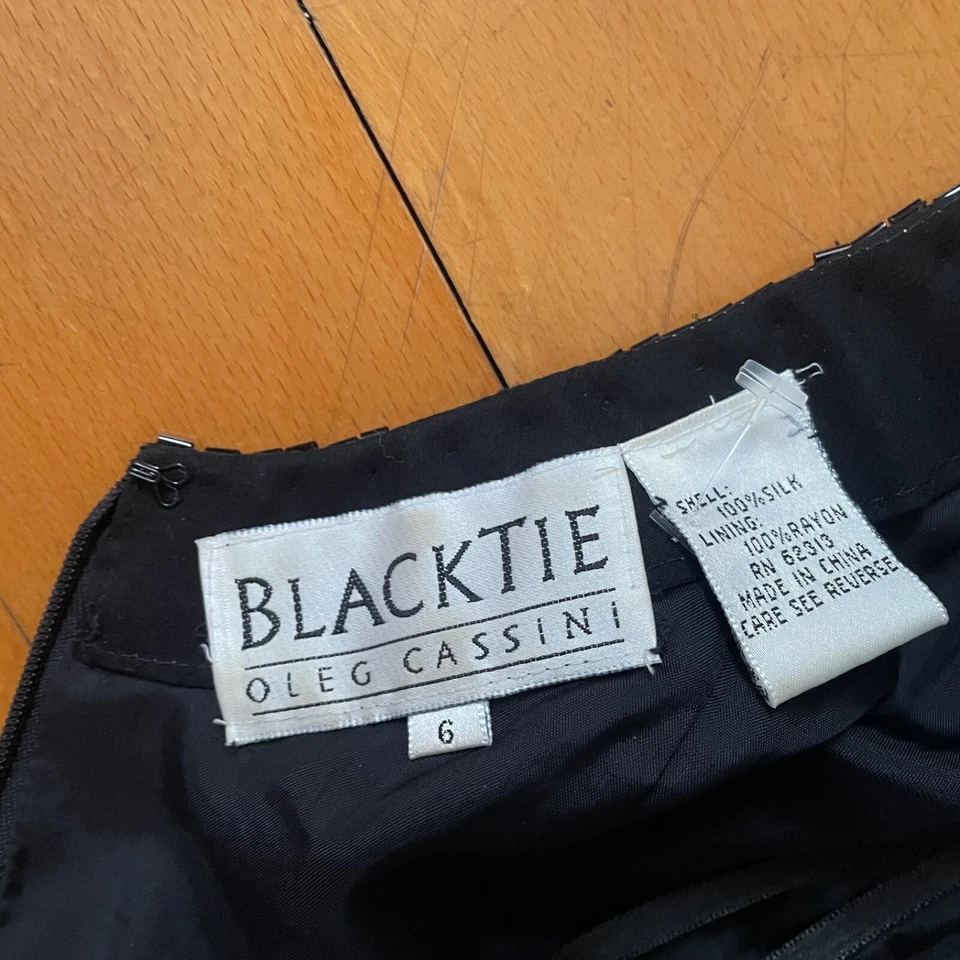 BLACKTIE
OLEG CASSINI
6
SHELL:
100%SILK
LINING:
100%RAYON
RN 62313
MADE IN CHINA
CARE SEE REVERSE